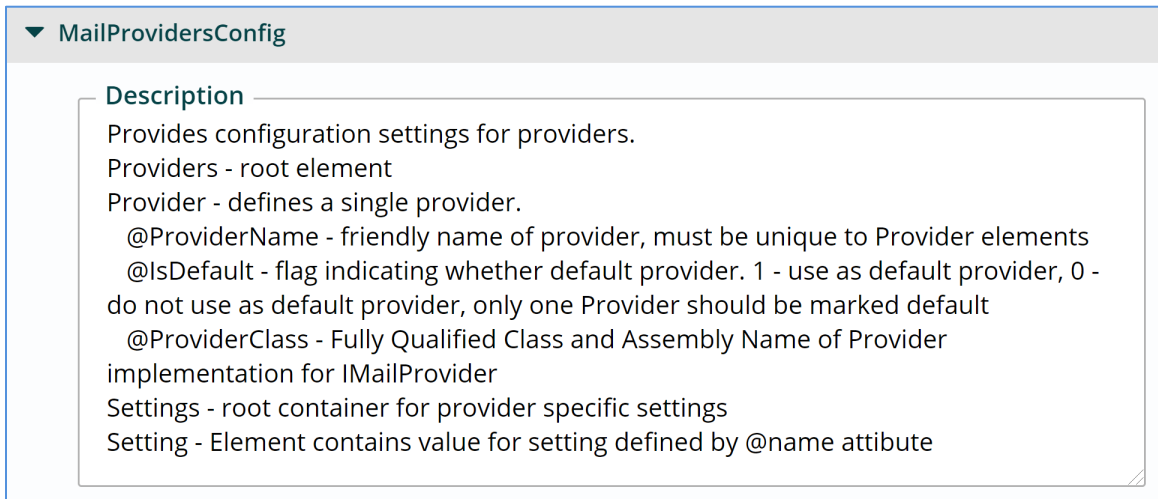 MailProvidersConfig
Description
Provides configuration settings for providers.
Providers - root element
Provider - defines a single provider.
@ProviderName - friendly name of provider, must be unique to Provider elements
@IsDefault - flag indicating whether default provider. 1 - use as default provider, 0 -
do not use as default provider, only one Provider should be marked default
@ProviderClass - Fully Qualified Class and Assembly Name of Provider
implementation for IMailProvider
Settings - root container for provider specific settings
Setting - Element contains value for setting defined by @name attibute